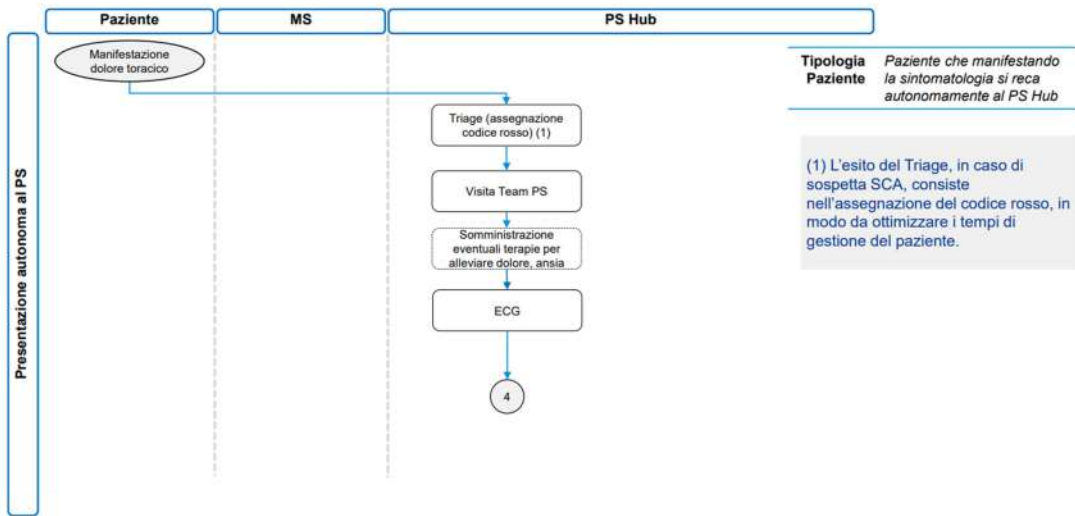 Paziente
MS
PS Hub
Manifestazione
dolore toracico
Tipologia
Paziente
Paziente che manifestando
la sintomatologia si reca
autonomamente al PS Hub
Triage (assegnazione
codice rosso) (1)
Visita Team PS
Somministrazione
eventuali terapie per
alleviare dolore, ansia
ECG
4
(1) L'esito del Triage, in caso di
sospetta SCA, consiste
nell'assegnazione del codice rosso, in
modo da ottimizzare i tempi di
gestione del paziente.
Presentazione autonoma al PS